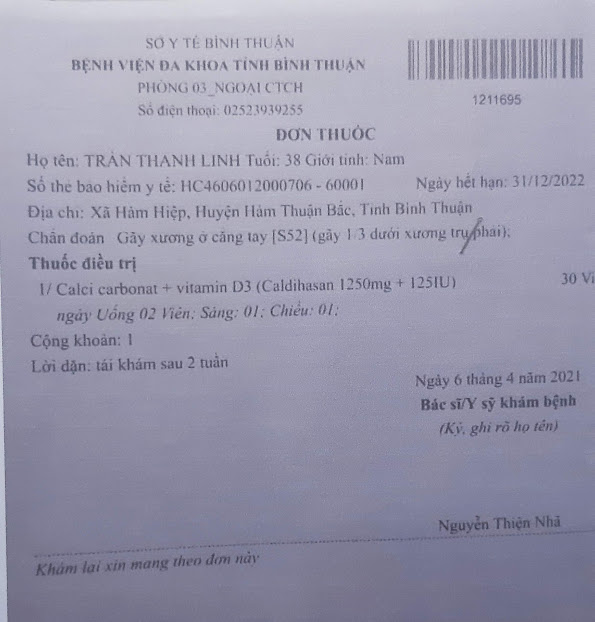 SỞ Y TẾ BÌNH THUẬN
BỆNH VIỆN ĐA KHOA TỈNH BÌNH THUẬN
PHÒNG 03_NGOẠI CTCH
Số điện thoại: 02523939255
1211695
ĐƠN THUỐC
Họ tên: TRẦN THANH LINH Tuổi: 38 Giới tính: Nam
Số thẻ bảo hiểm y tế: HC4606012000706 - 60001 Ngày hết hạn: 31/12/2022
Địa chỉ: Xã Hàm Hiệp, Huyện Hàm Thuận Bắc, Tỉnh Bình Thuận
Chẩn đoán Gãy xương ở cẳng tay [S52] (gãy 1/3 dưới xương trụ phải);
Thuốc điều trị
1/ Calci carbonat + vitamin D3 (Caldihasan 1250mg + 125IU) 30 Vi
ngày Uống 02 Viên; Sáng: 01; Chiều: 01;
Cộng khoản: 1
Lời dặn: tái khám sau 2 tuần
Ngày 6 tháng 4 năm 2021
Bác sĩ/Y sỹ khám bệnh
(Ký, ghi rõ họ tên)
Nguyễn Thiện Nhã
Khám lại xin mang theo đơn này